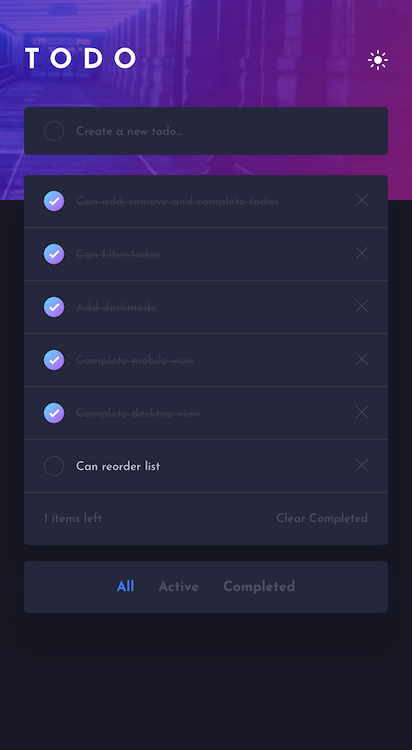 TODO
Create a new todo...
Can add, remove and complete todos
Can filter todos
Add darkmode
Complete mobile view
Complete desktop view
Can reorder list
1 items left Clear Completed
All Active Completed